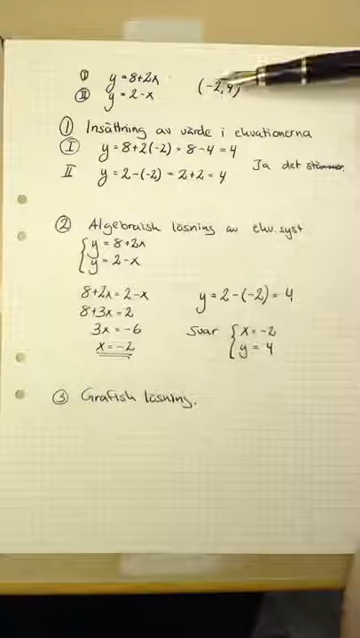 Ⓘ y = 8+2x (-2,4)
Ⓘ︎Ⓘ y = 2-x
① Insättning av värde i ekvationerna
Ⓘ y = 8+2(-2) = 8-4 = 4
Ja det stämmer.
II y = 2-(-2) = 2+2 = 4
② Algebraisk lösning av ekv. syst.
{ y = 8+2x
{ y = 2-x
8+2x = 2-x y = 2-(-2) = 4
8+3x = 2
3x = -6 Svar { x = -2
x = -2 { y = 4
③ Grafisk lösning.